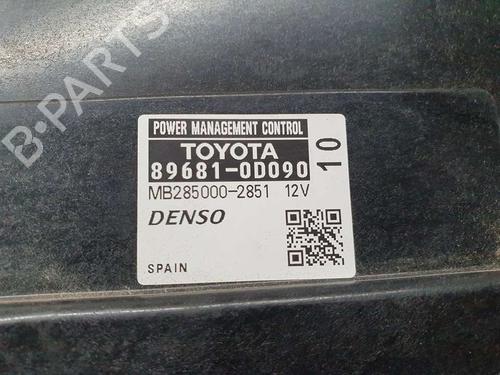 B-PARTS
POWER MANAGEMENT CONTROL
TOYOTA
89681-0D090
10
MB285000-2851 12V
DENSO
SPAIN